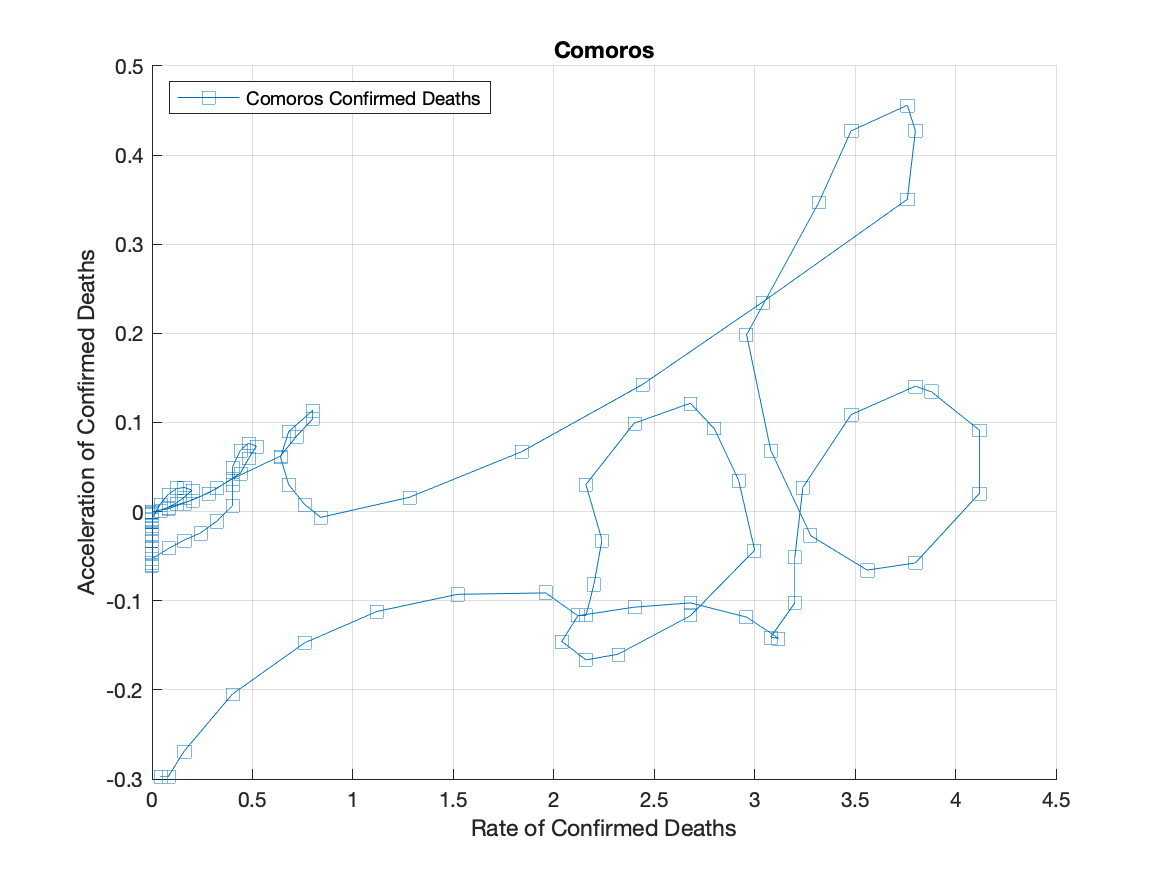 Comoros
Comoros Confirmed Deaths
Acceleration of Confirmed Deaths
0.5
0.4
0.3
0.2
0.1
0
-0.1
-0.2
-0.3
0 0.5 1 1.5 2 2.5 3 3.5 4 4.5
Rate of Confirmed Deaths